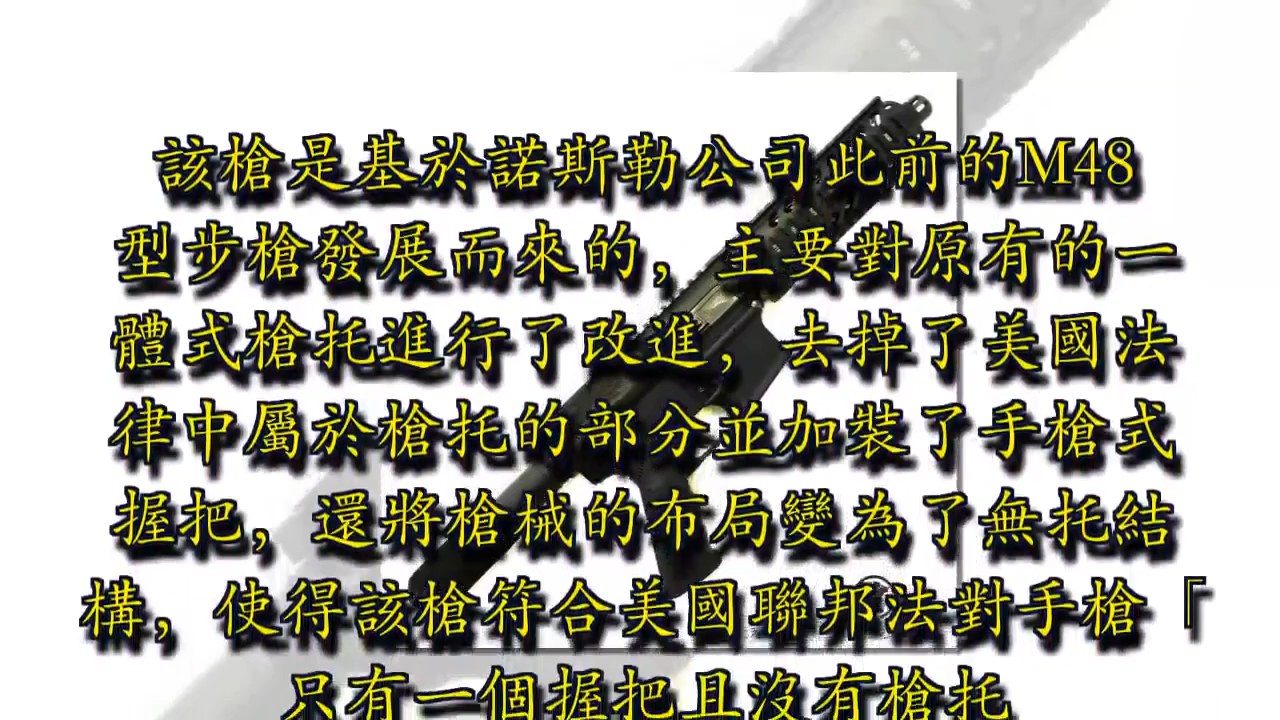 該槍是基於諾斯勒公司此前的M48
型步槍發展而來的，主要對原有的一
體式槍托進行了改進，去掉了美國法
律中屬於槍托的部分並加裝了手槍式
握把，還將槍械的布局變為了無托結
構，使得該槍符合美國聯邦法對手槍「
只有一個握把且沒有槍托